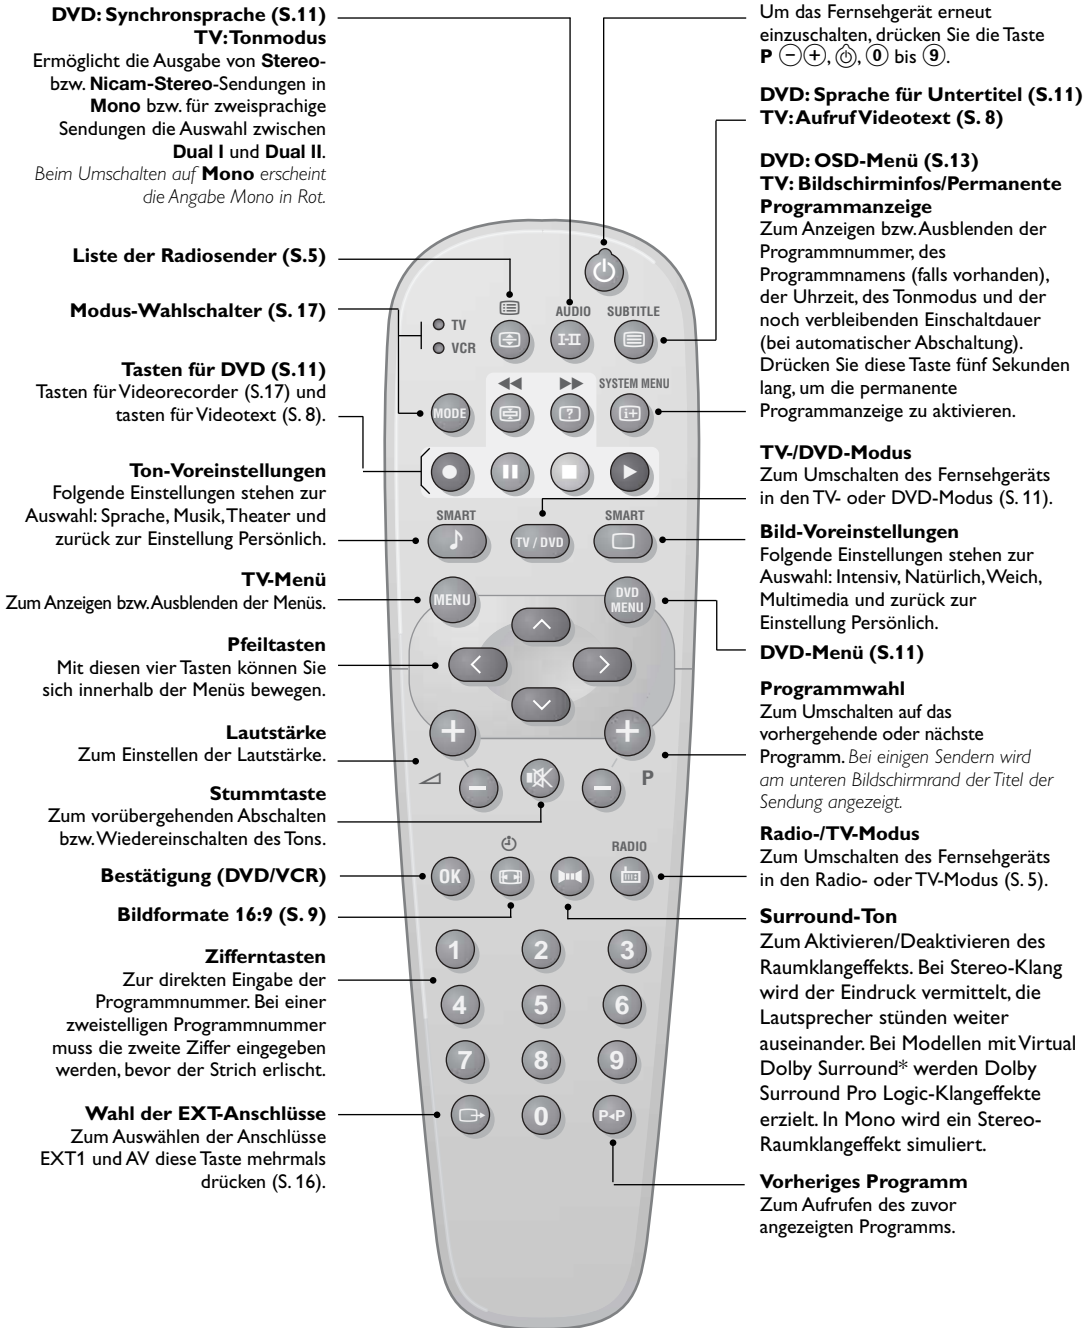 DVD: Synchronsprache (S.11)
TV: Tonmodus
Ermöglicht die Ausgabe von Stereo-
bzw. Nicam-Stereo-Sendungen in
Mono bzw. für zweisprachige
Sendungen die Auswahl zwischen
Dual I und Dual II.
Beim Umschalten auf Mono erscheint
die Angabe Mono in Rot.
Liste der Radiosender (S.5)
Modus-Wahlschalter (S. 17)
Tasten für DVD (S.11)
Tasten für Videorecorder (S.17) und
tasten für Videotext (S. 8).
Ton-Voreinstellungen
Folgende Einstellungen stehen zur
Auswahl: Sprache, Musik, Theater und
zurück zur Einstellung Persönlich.
TV-Menü
Zum Anzeigen bzw. Ausblenden der Menüs.
Pfeiltasten
Mit diesen vier Tasten können Sie
sich innerhalb der Menüs bewegen.
Lautstärke
Zum Einstellen der Lautstärke.
Stummtaste
Zum vorübergehenden Abschalten
bzw. Wiedereinschalten des Tons.
Bestätigung (DVD/VCR)
Bildformate 16:9 (S. 9)
Zifferntasten
Zur direkten Eingabe der
Programmnummer. Bei einer
zweistelligen Programmnummer
muss die zweite Ziffer eingegeben
werden, bevor der Strich erlischt.
Wahl der EXT-Anschlüsse
Zum Auswählen der Anschlüsse
EXT1 und AV diese Taste mehrmals
drücken (S. 16).
AUDIO SUBTITLE
TV
I-II
VCR
SYSTEM MENU
MODE ? i+
SMART SMART
TV / DVD
MENU DVD
MENU
+ +
− − P
RADIO
OK
1 2 3
4 5 6
7 8 9
0 P◂P
Um das Fernsehgerät erneut
einzuschalten, drücken Sie die Taste
P − +, ⏻, 0 bis 9.
DVD: Sprache für Untertitel (S.11)
TV: Aufruf Videotext (S. 8)
DVD: OSD-Menü (S.13)
TV: Bildschirminfos/Permanente
Programmanzeige
Zum Anzeigen bzw. Ausblenden der
Programmnummer, des
Programmnamens (falls vorhanden),
der Uhrzeit, des Tonmodus und der
noch verbleibenden Einschaltdauer
(bei automatischer Abschaltung).
Drücken Sie diese Taste fünf Sekunden
lang, um die permanente
Programmanzeige zu aktivieren.
TV-/DVD-Modus
Zum Umschalten des Fernsehgeräts
in den TV- oder DVD-Modus (S. 11).
Bild-Voreinstellungen
Folgende Einstellungen stehen zur
Auswahl: Intensiv, Natürlich, Weich,
Multimedia und zurück zur
Einstellung Persönlich.
DVD-Menü (S.11)
Programmwahl
Zum Umschalten auf das
vorhergehende oder nächste
Programm. Bei einigen Sendern wird
am unteren Bildschirmrand der Titel der
Sendung angezeigt.
Radio-/TV-Modus
Zum Umschalten des Fernsehgeräts
in den Radio- oder TV-Modus (S. 5).
Surround-Ton
Zum Aktivieren/Deaktivieren des
Raumklangeffekts. Bei Stereo-Klang
wird der Eindruck vermittelt, die
Lautsprecher stünden weiter
auseinander. Bei Modellen mit Virtual
Dolby Surround* werden Dolby
Surround Pro Logic-Klangeffekte
erzielt. In Mono wird ein Stereo-
Raumklangeffekt simuliert.
Vorheriges Programm
Zum Aufrufen des zuvor
angezeigten Programms.